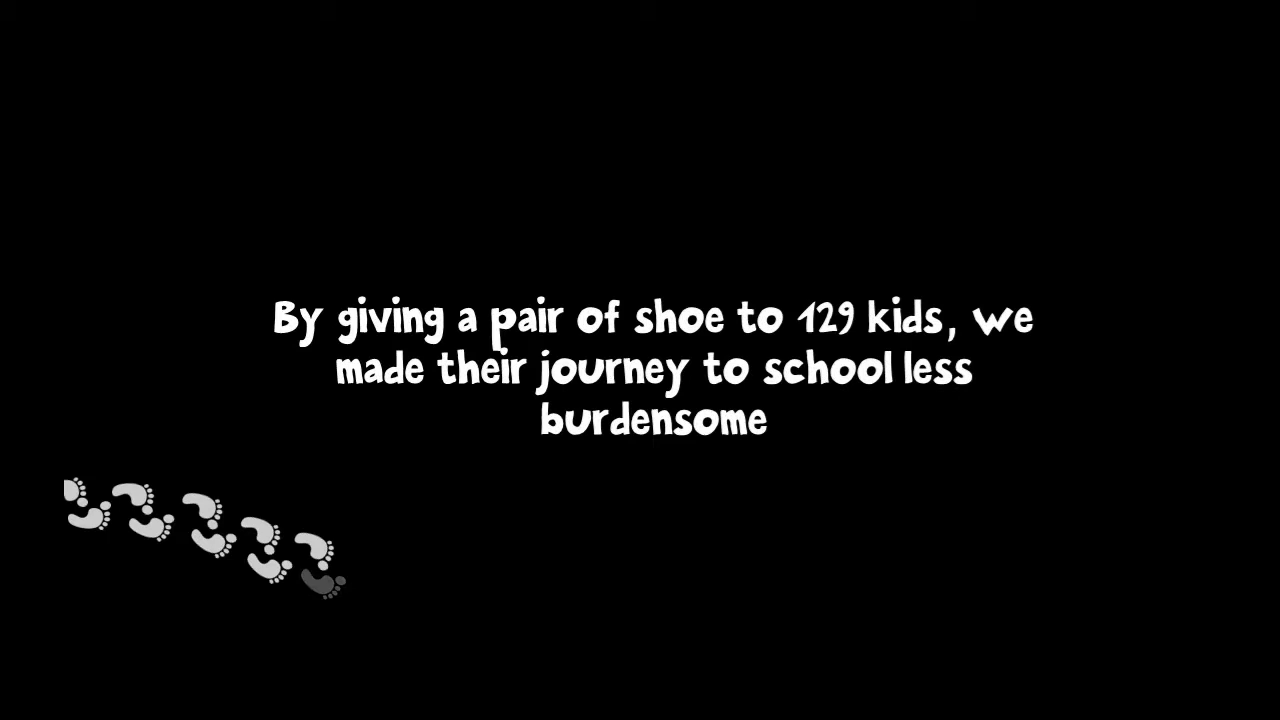 By giving a pair of shoe to 129 kids, we
made their journey to school less
burdensome